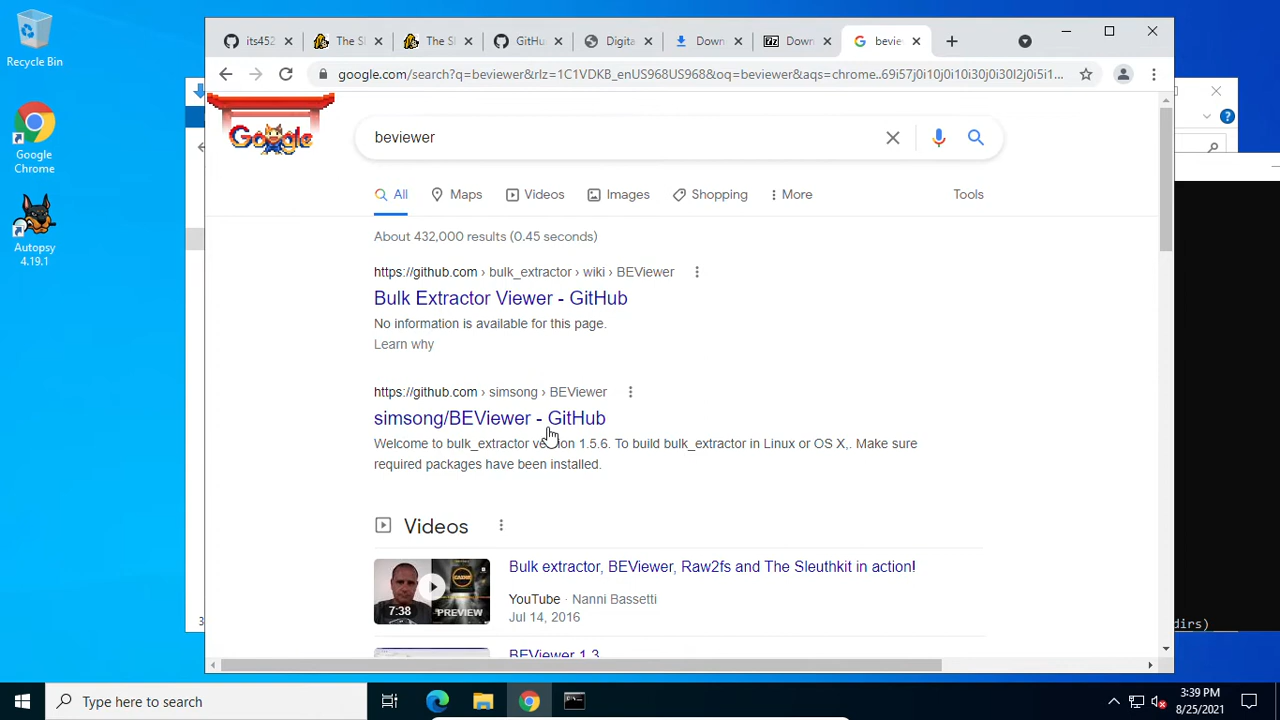 Recycle Bin
Google Chrome
Autopsy 4.19.1
its452
The S
The S
GitHu
Digita
Down
Down
bevie
google.com/search?q=beviewer&rlz=1C1VDKB_enUS968US968&oq=beviewer&aqs=chrome..69i57j0i10j0i10i30j0i30l2j0i5i1...
Google
beviewer
All
Maps
Videos
Images
Shopping
More
Tools
About 432,000 results (0.45 seconds)
https://github.com › bulk_extractor › wiki › BEViewer
Bulk Extractor Viewer - GitHub
No information is available for this page.
Learn why
https://github.com › simsong › BEViewer
simsong/BEViewer - GitHub
Welcome to bulk_extractor version 1.5.6. To build bulk_extractor in Linux or OS X,. Make sure
required packages have been installed.
Videos
Bulk extractor, BEViewer, Raw2fs and The Sleuthkit in action!
YouTube · Nanni Bassetti
Jul 14, 2016
7:38
PREVIEW
BEViewer 1.3
dirs)
3
Type here to search
3:39 PM
8/25/2021